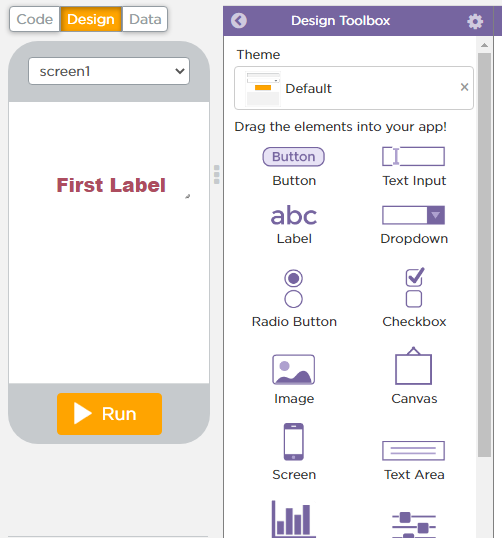 Code Design Data
screen1
First Label
Run
Design Toolbox
Theme
Default
×
Drag the elements into your app!
Button
Button Text Input
abc
Label Dropdown
Radio Button Checkbox
Image Canvas
Screen Text Area